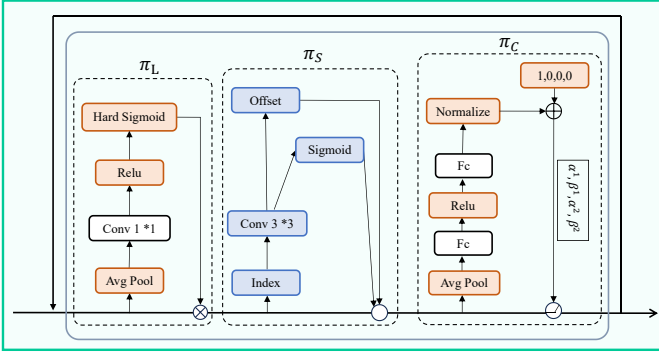 π_L
Hard Sigmoid
Relu
Conv 1 *1
Avg Pool
π_S
Offset
Sigmoid
Conv 3 *3
Index
π_C
1,0,0,0
Normalize
Fc
Relu
Fc
Avg Pool
α¹, β¹, α², β²